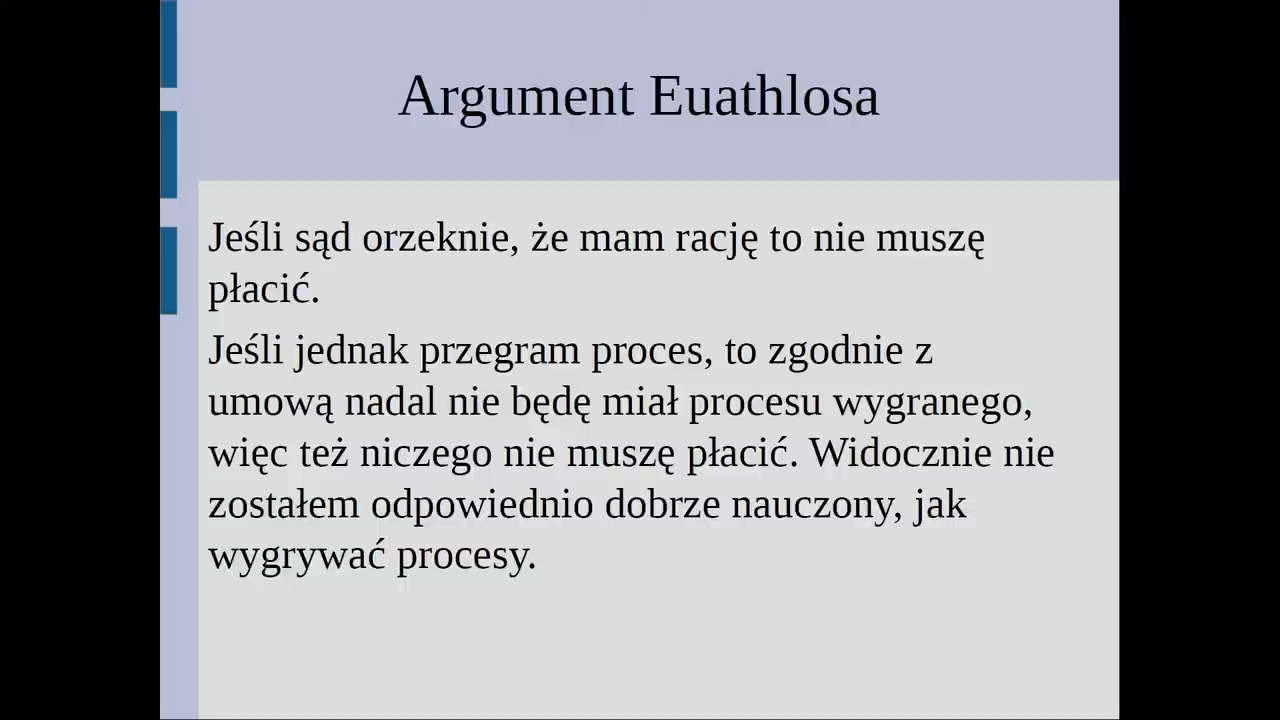 Argument Euathlosa
Jeśli sąd orzeknie, że mam rację to nie muszę
płacić.
Jeśli jednak przegram proces, to zgodnie z
umową nadal nie będę miał procesu wygranego,
więc też niczego nie muszę płacić. Widocznie nie
zostałem odpowiednio dobrze nauczony, jak
wygrywać procesy.